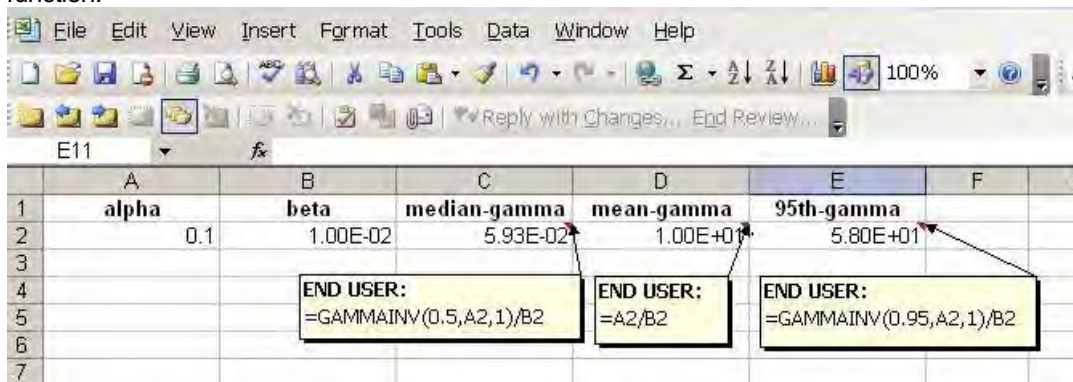 function.
File Edit View Insert Format Tools Data Window Help
100%
Reply with Changes... End Review...
E11 fx
A B C D E F
1 alpha beta median-gamma mean-gamma 95th-gamma
2 0.1 1.00E-02 5.93E-02 1.00E+01 5.80E+01
3
4 END USER: END USER: END USER:
5 =GAMMAINV(0.5,A2,1)/B2 =A2/B2 =GAMMAINV(0.95,A2,1)/B2
6
7